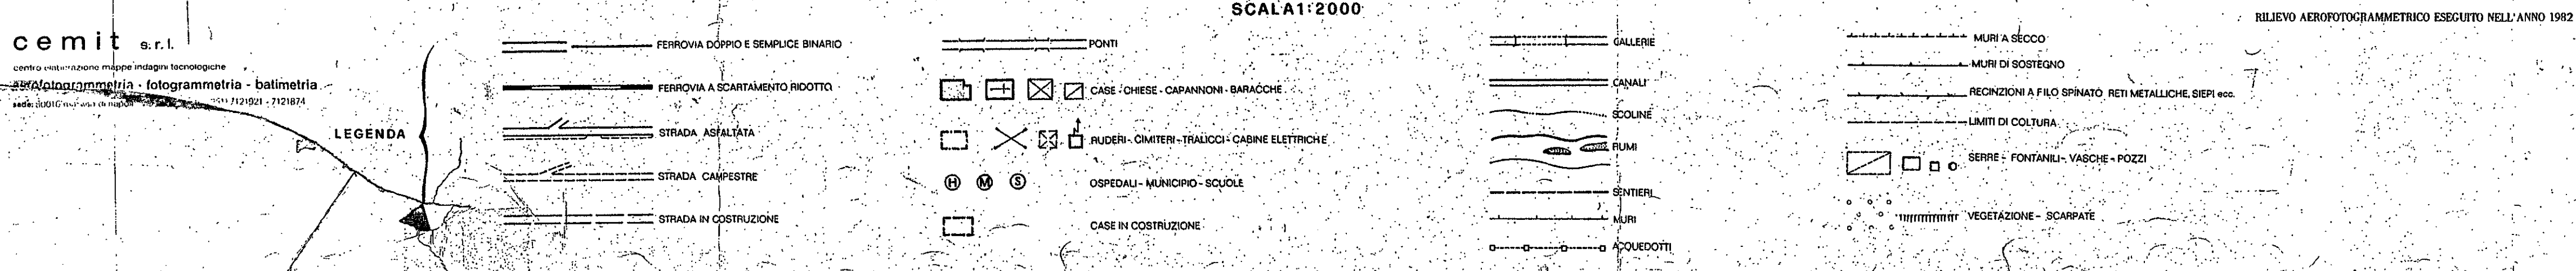 SCALA 1:2000
RILIEVO AEROFOTOGRAMMETRICO ESEGUITO NELL'ANNO 1982
cemit s.r.l.
centro elaborazione mappe indagini tecnologiche
aerofotogrammetria - fotogrammetria - batimetria
7121921 - 7121874
LEGENDA
FERROVIA DOPPIO E SEMPLICE BINARIO
FERROVIA A SCARTAMENTO RIDOTTO
STRADA ASFALTATA
STRADA CAMPESTRE
STRADA IN COSTRUZIONE
PONTI
CASE - CHIESE - CAPANNONI - BARACCHE
RUDERI - CIMITERI - TRALICCI - CABINE ELETTRICHE
H M S OSPEDALI - MUNICIPIO - SCUOLE
CASE IN COSTRUZIONE
GALLERIE
CANALI
SCOLINE
FIUMI
SENTIERI
MURI
ACQUEDOTTI
MURI A SECCO
MURI DI SOSTEGNO
RECINZIONI A FILO SPINATO RETI METALLICHE, SIEPI ecc.
LIMITI DI COLTURA
SERRE - FONTANILI - VASCHE - POZZI
VEGETAZIONE - SCARPATE